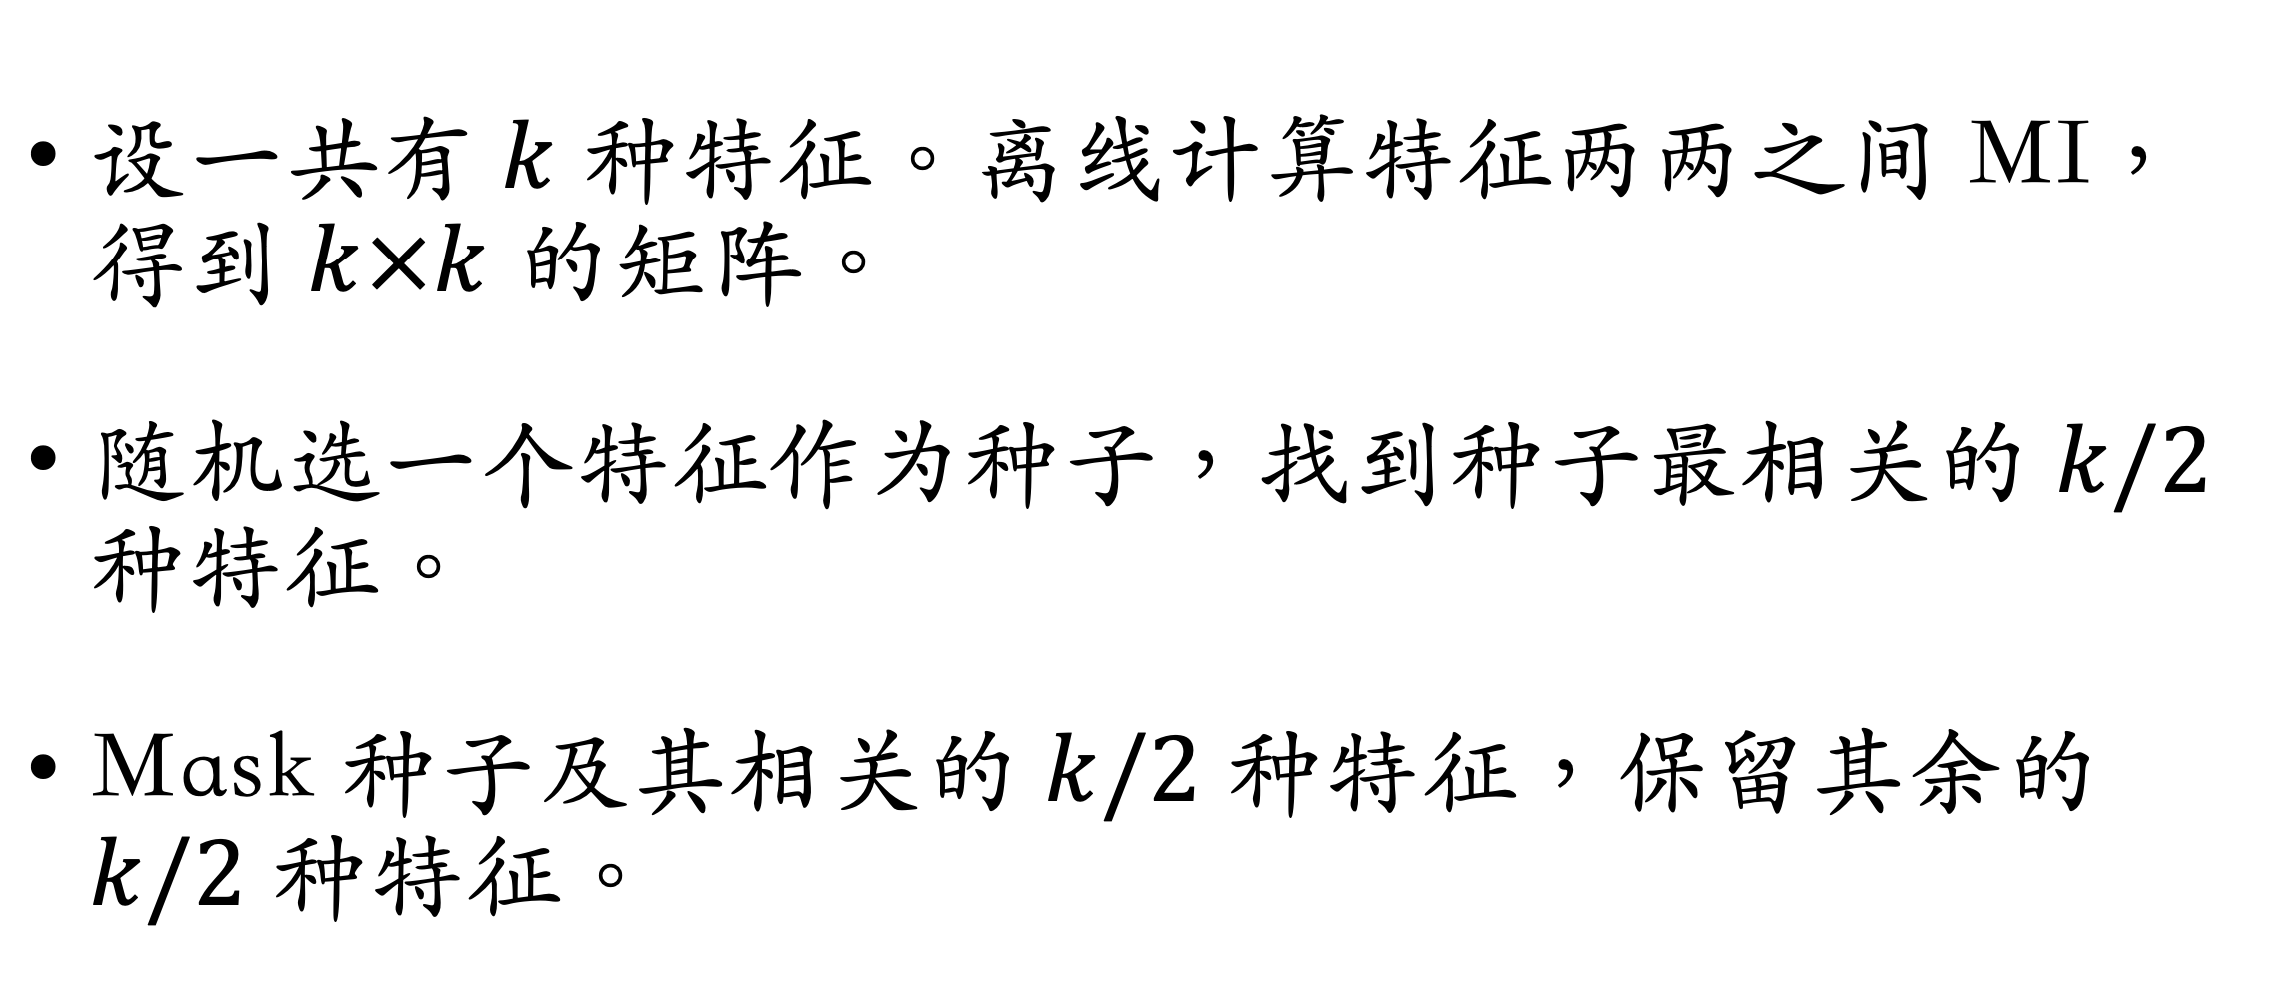 • 设一共有 k 种特征。离线计算特征两两之间 MI，
得到 k×k 的矩阵。
• 随机选一个特征作为种子，找到种子最相关的 k/2
种特征。
• Mask 种子及其相关的 k/2 种特征，保留其余的
k/2 种特征。